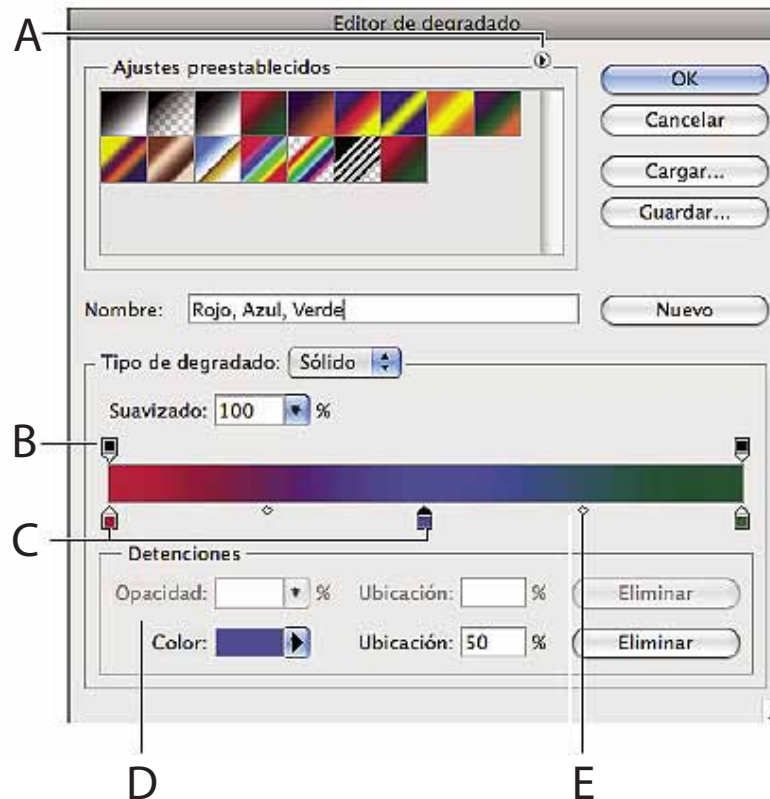 Editor de degradado
A
Ajustes preestablecidos
OK
Cancelar
Cargar...
Guardar...
Nombre: Rojo, Azul, Verde
Nuevo
Tipo de degradado: Sólido
Suavizado: 100 %
B
C
Detenciones
Opacidad: % Ubicación: % Eliminar
Color: Ubicación: 50 % Eliminar
D E